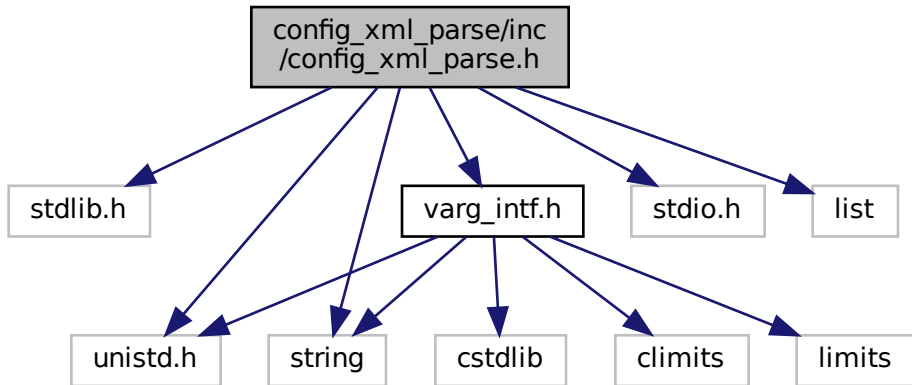 config_xml_parse/inc
/config_xml_parse.h
stdlib.h
varg_intf.h
stdio.h
list
unistd.h
string
cstdlib
climits
limits